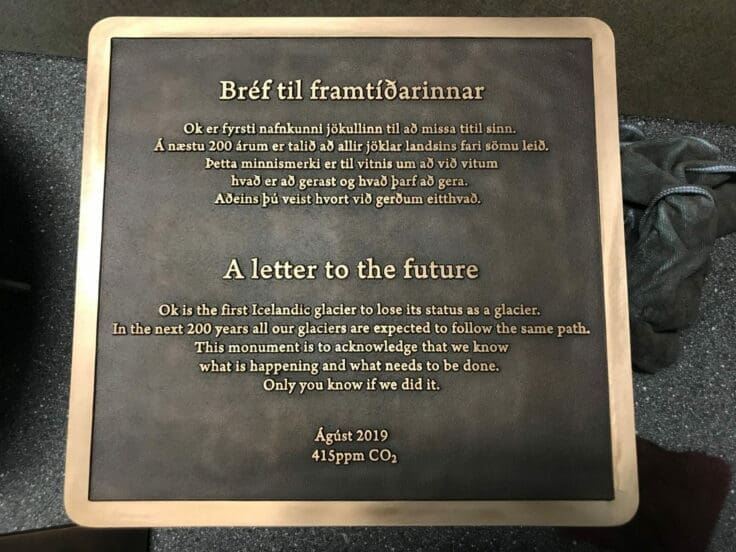 Bréf til framtíðarinnar
Ok er fyrsti nafnkunni jökullinn til að missa titil sinn.
Á næstu 200 árum er talið að allir jöklar landsins fari sömu leið.
Þetta minnismerki er til vitnis um að við vitum
hvað er að gerast og hvað þarf að gera.
Aðeins þú veist hvort við gerðum eitthvað.
A letter to the future
Ok is the first Icelandic glacier to lose its status as a glacier.
In the next 200 years all our glaciers are expected to follow the same path.
This monument is to acknowledge that we know
what is happening and what needs to be done.
Only you know if we did it.
Ágúst 2019
415ppm CO₂